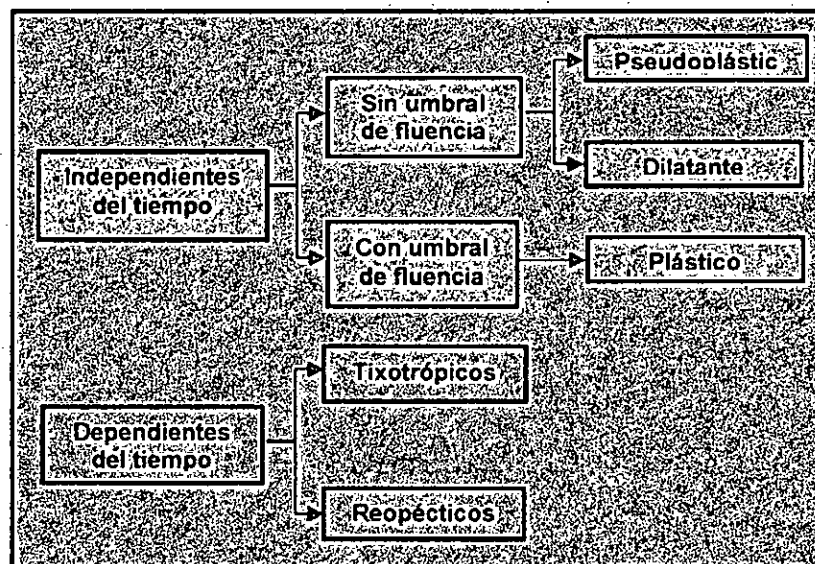 Independientes
del tiempo
Sin umbral
de fluencia
Pseudoplástic
Dilatante
Con umbral
de fluencia
Plástico
Dependientes
del tiempo
Tixotrópicos
Reopécticos